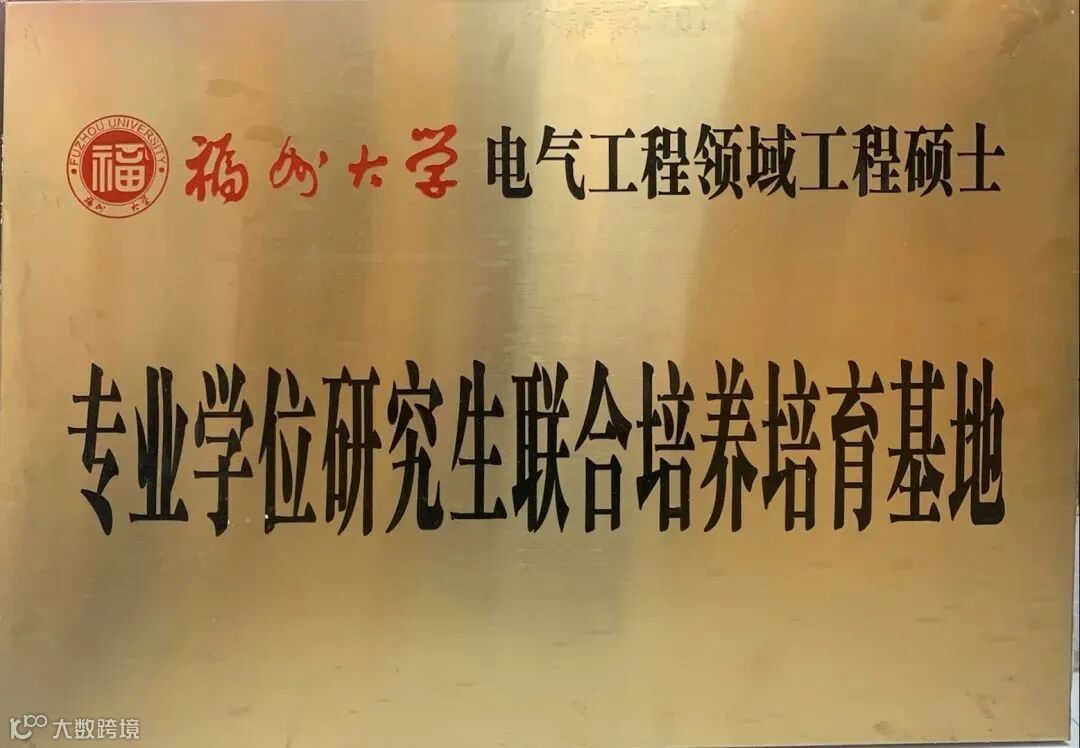 FUZHOU UNIVERSITY
福
福州大学
福州大学 电气工程领域工程硕士
专业学位研究生联合培养培育基地
大数跨境